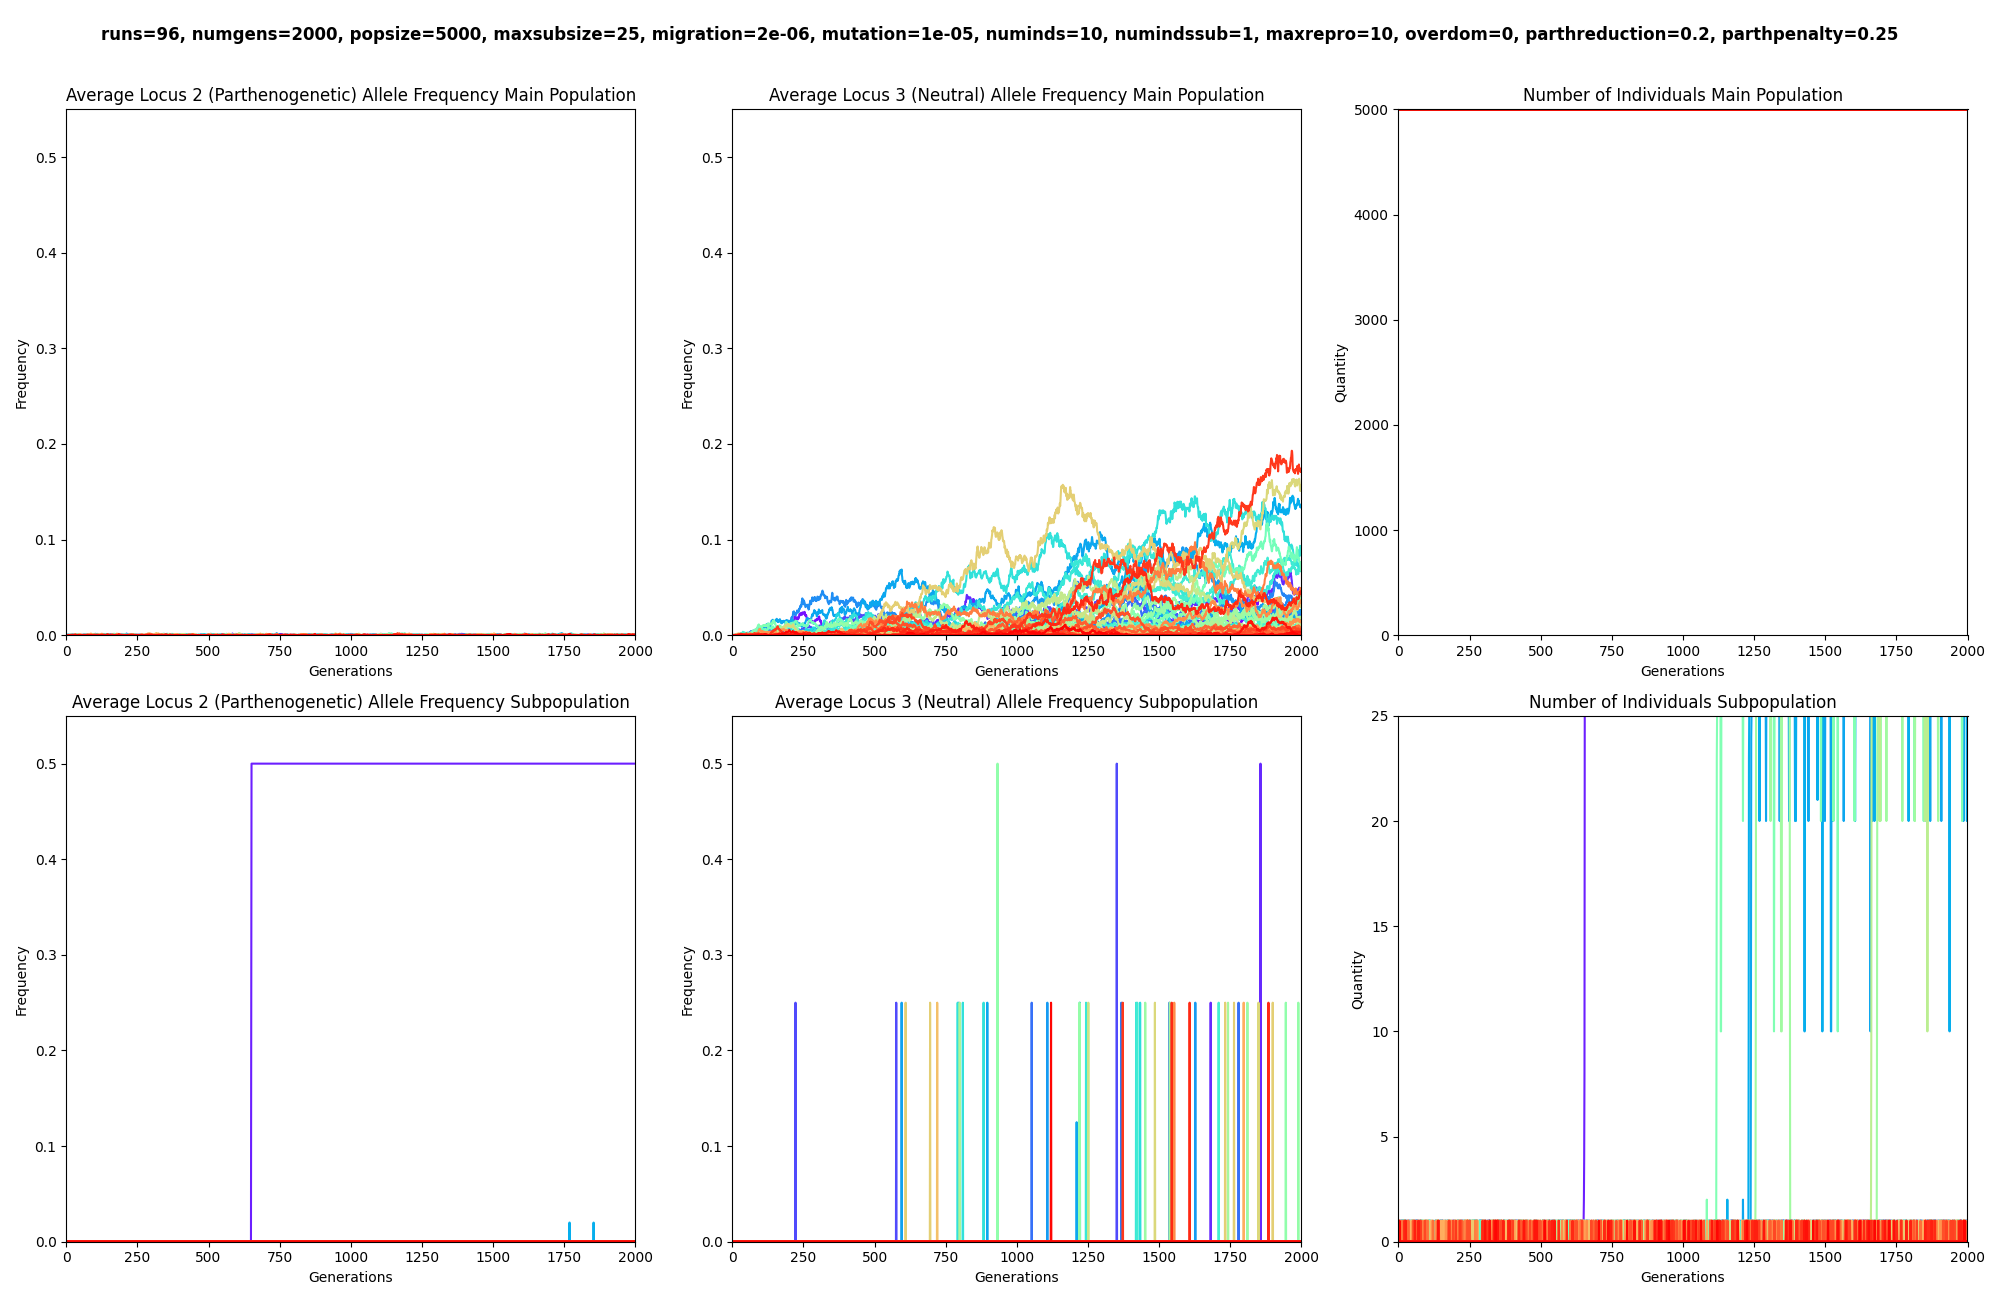 runs=96, numgens=2000, popsize=5000, maxsubsize=25, migration=2e-06, mutation=1e-05, numinds=10, numindssub=1, maxrepro=10, overdom=0, parthreduction=0.2, parthpenalty=0.25
Average Locus 2 (Parthenogenetic) Allele Frequency Main Population
Frequency
0.5
0.4
0.3
0.2
0.1
0.0
0 250 500 750 1000 1250 1500 1750 2000
Generations
Average Locus 3 (Neutral) Allele Frequency Main Population
Frequency
0.5
0.4
0.3
0.2
0.1
0.0
0 250 500 750 1000 1250 1500 1750 2000
Generations
Number of Individuals Main Population
Quantity
5000
4000
3000
2000
1000
0
0 250 500 750 1000 1250 1500 1750 2000
Generations
Average Locus 2 (Parthenogenetic) Allele Frequency Subpopulation
Frequency
0.5
0.4
0.3
0.2
0.1
0.0
0 250 500 750 1000 1250 1500 1750 2000
Generations
Average Locus 3 (Neutral) Allele Frequency Subpopulation
Frequency
0.5
0.4
0.3
0.2
0.1
0.0
0 250 500 750 1000 1250 1500 1750 2000
Generations
Number of Individuals Subpopulation
Quantity
25
20
15
10
5
0
0 250 500 750 1000 1250 1500 1750 2000
Generations